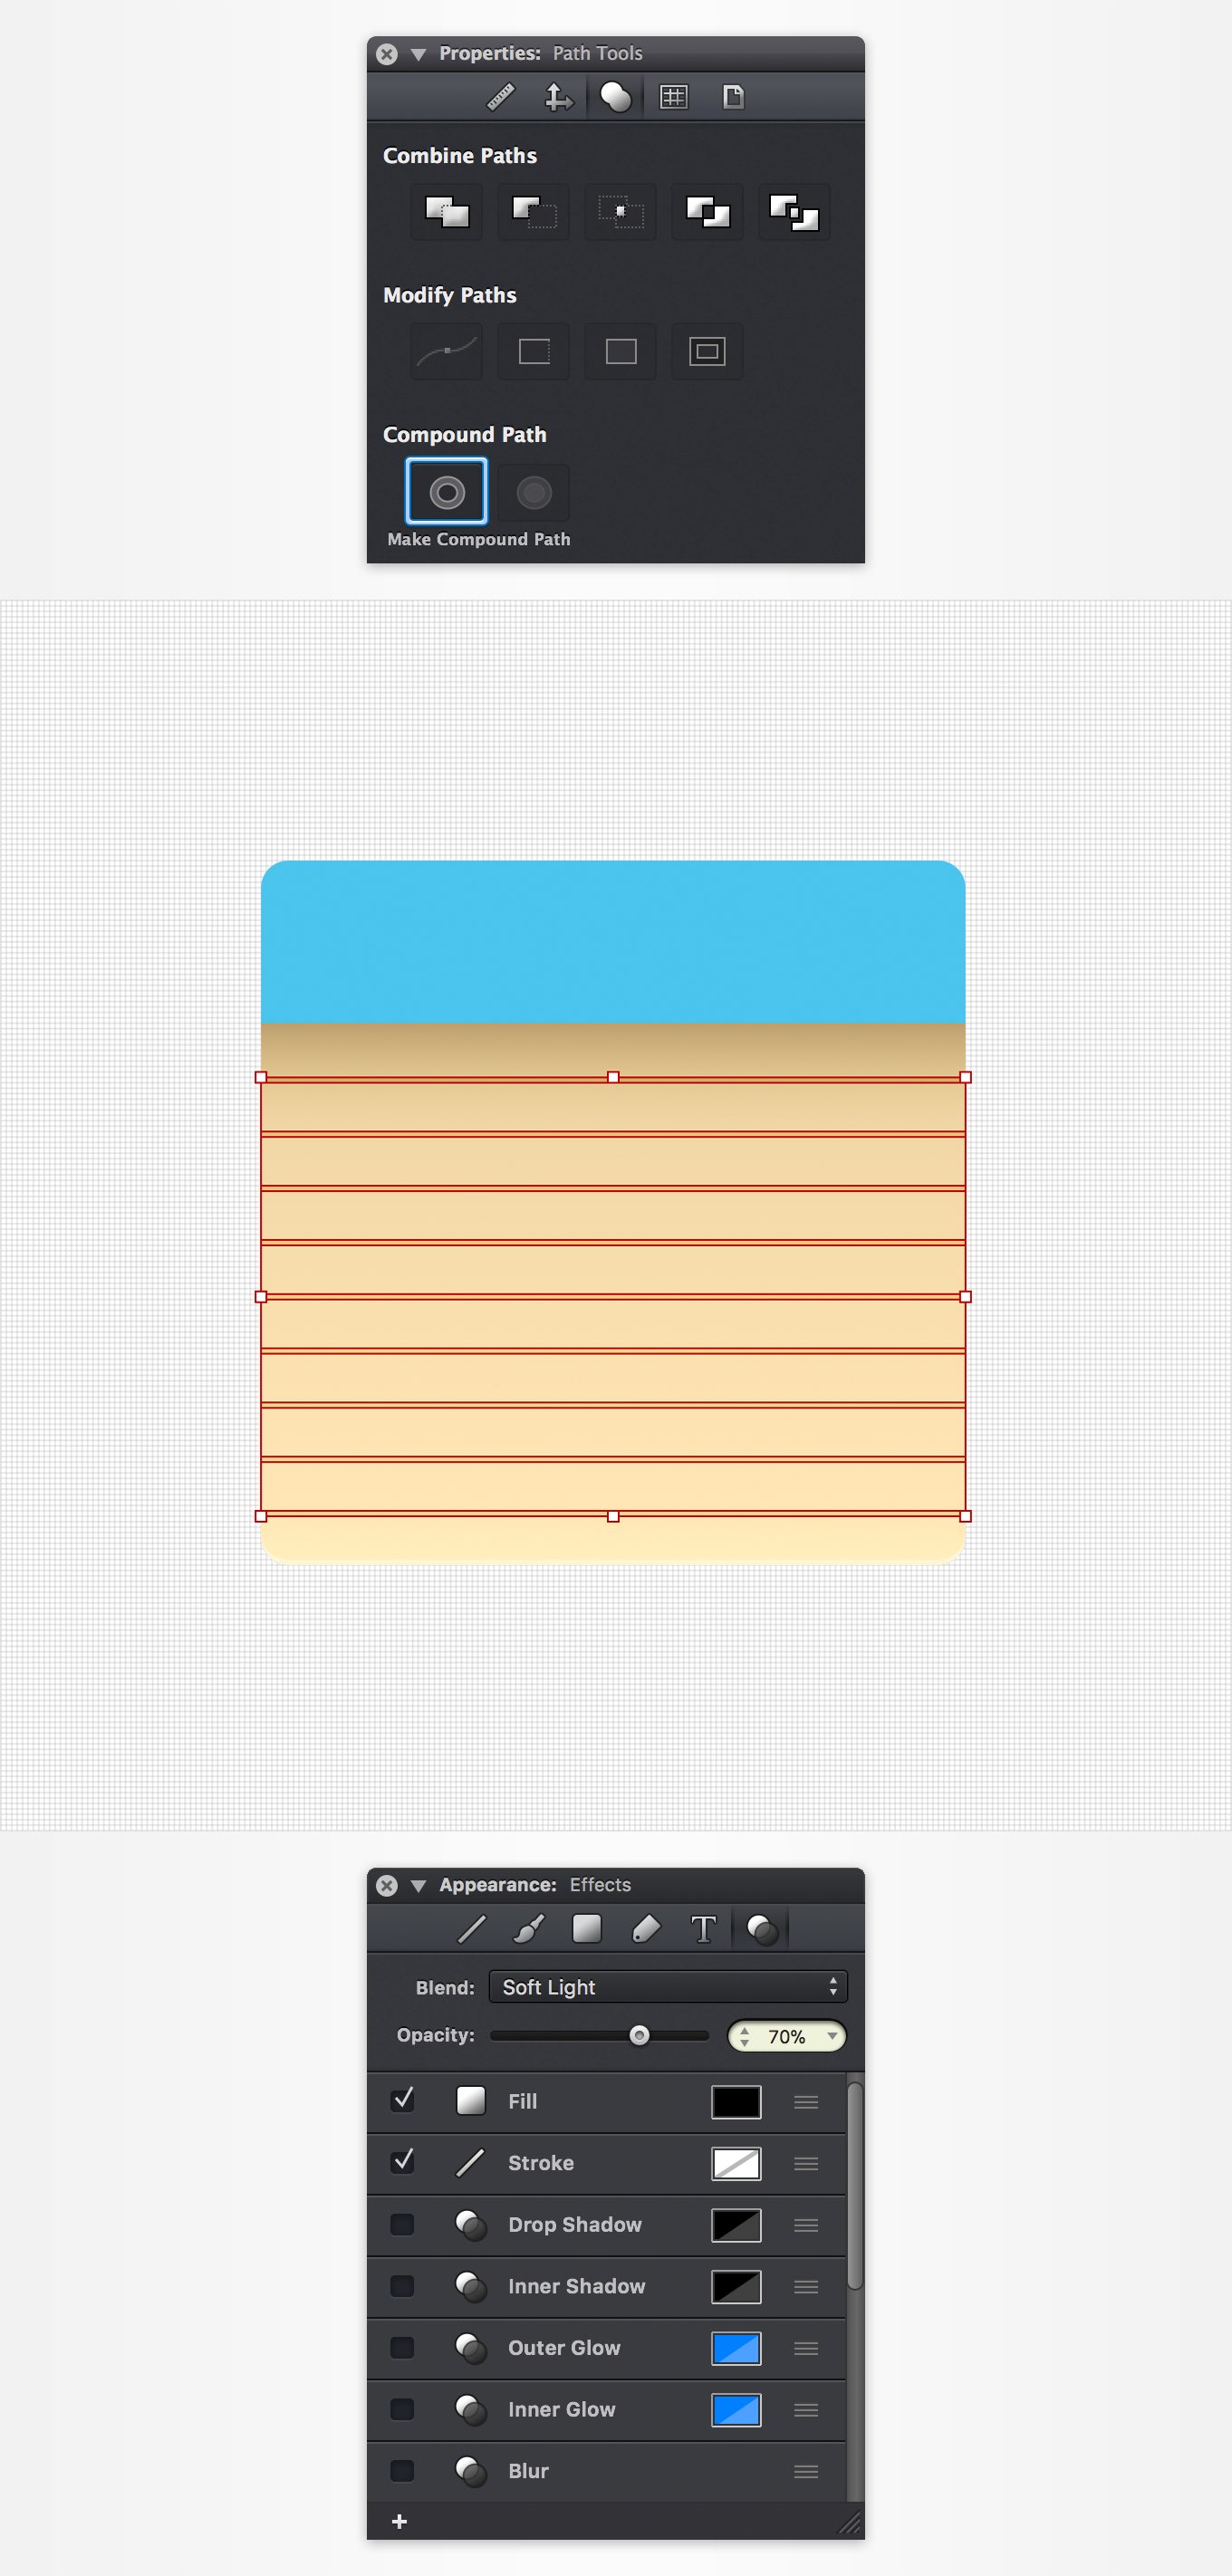 Properties: Path Tools
Combine Paths
Modify Paths
Compound Path
Make Compound Path
Appearance: Effects
T
Blend: Soft Light
Opacity: 70%
Fill
Stroke
Drop Shadow
Inner Shadow
Outer Glow
Inner Glow
Blur
+